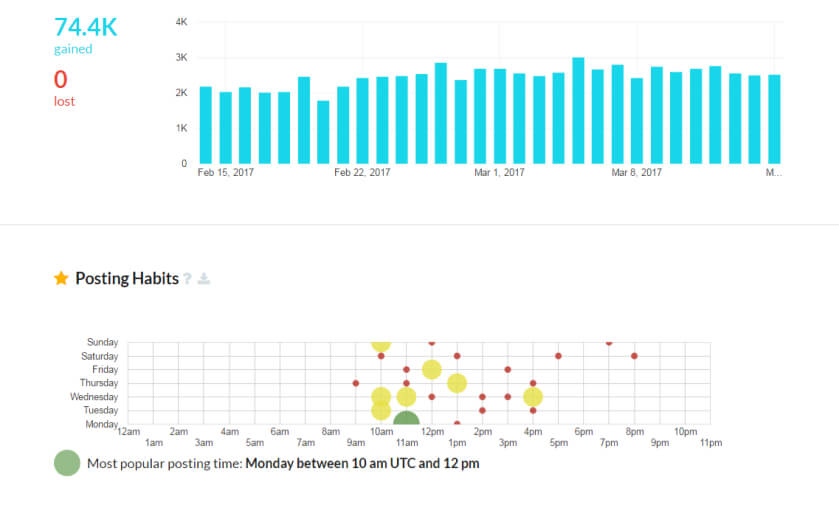 74.4K
gained
0
lost
4K
3K
2K
1K
0
Feb 15, 2017 Feb 22, 2017 Mar 1, 2017 Mar 8, 2017 M...
Posting Habits ?
Sunday
Saturday
Friday
Thursday
Wednesday
Tuesday
Monday
12am 2am 4am 6am 8am 10am 12pm 2pm 4pm 6pm 8pm 10pm
1am 3am 5am 7am 9am 11am 1pm 3pm 5pm 7pm 9pm 11pm
Most popular posting time: Monday between 10 am UTC and 12 pm